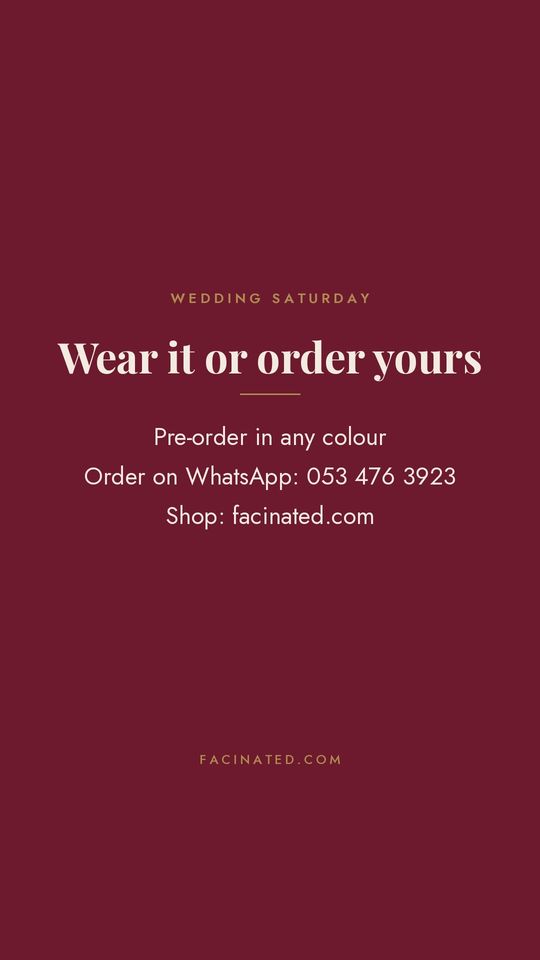 WEDDING SATURDAY
Wear it or order yours
Pre-order in any colour
Order on WhatsApp: 053 476 3923
Shop: facinated.com
FACINATED.COM